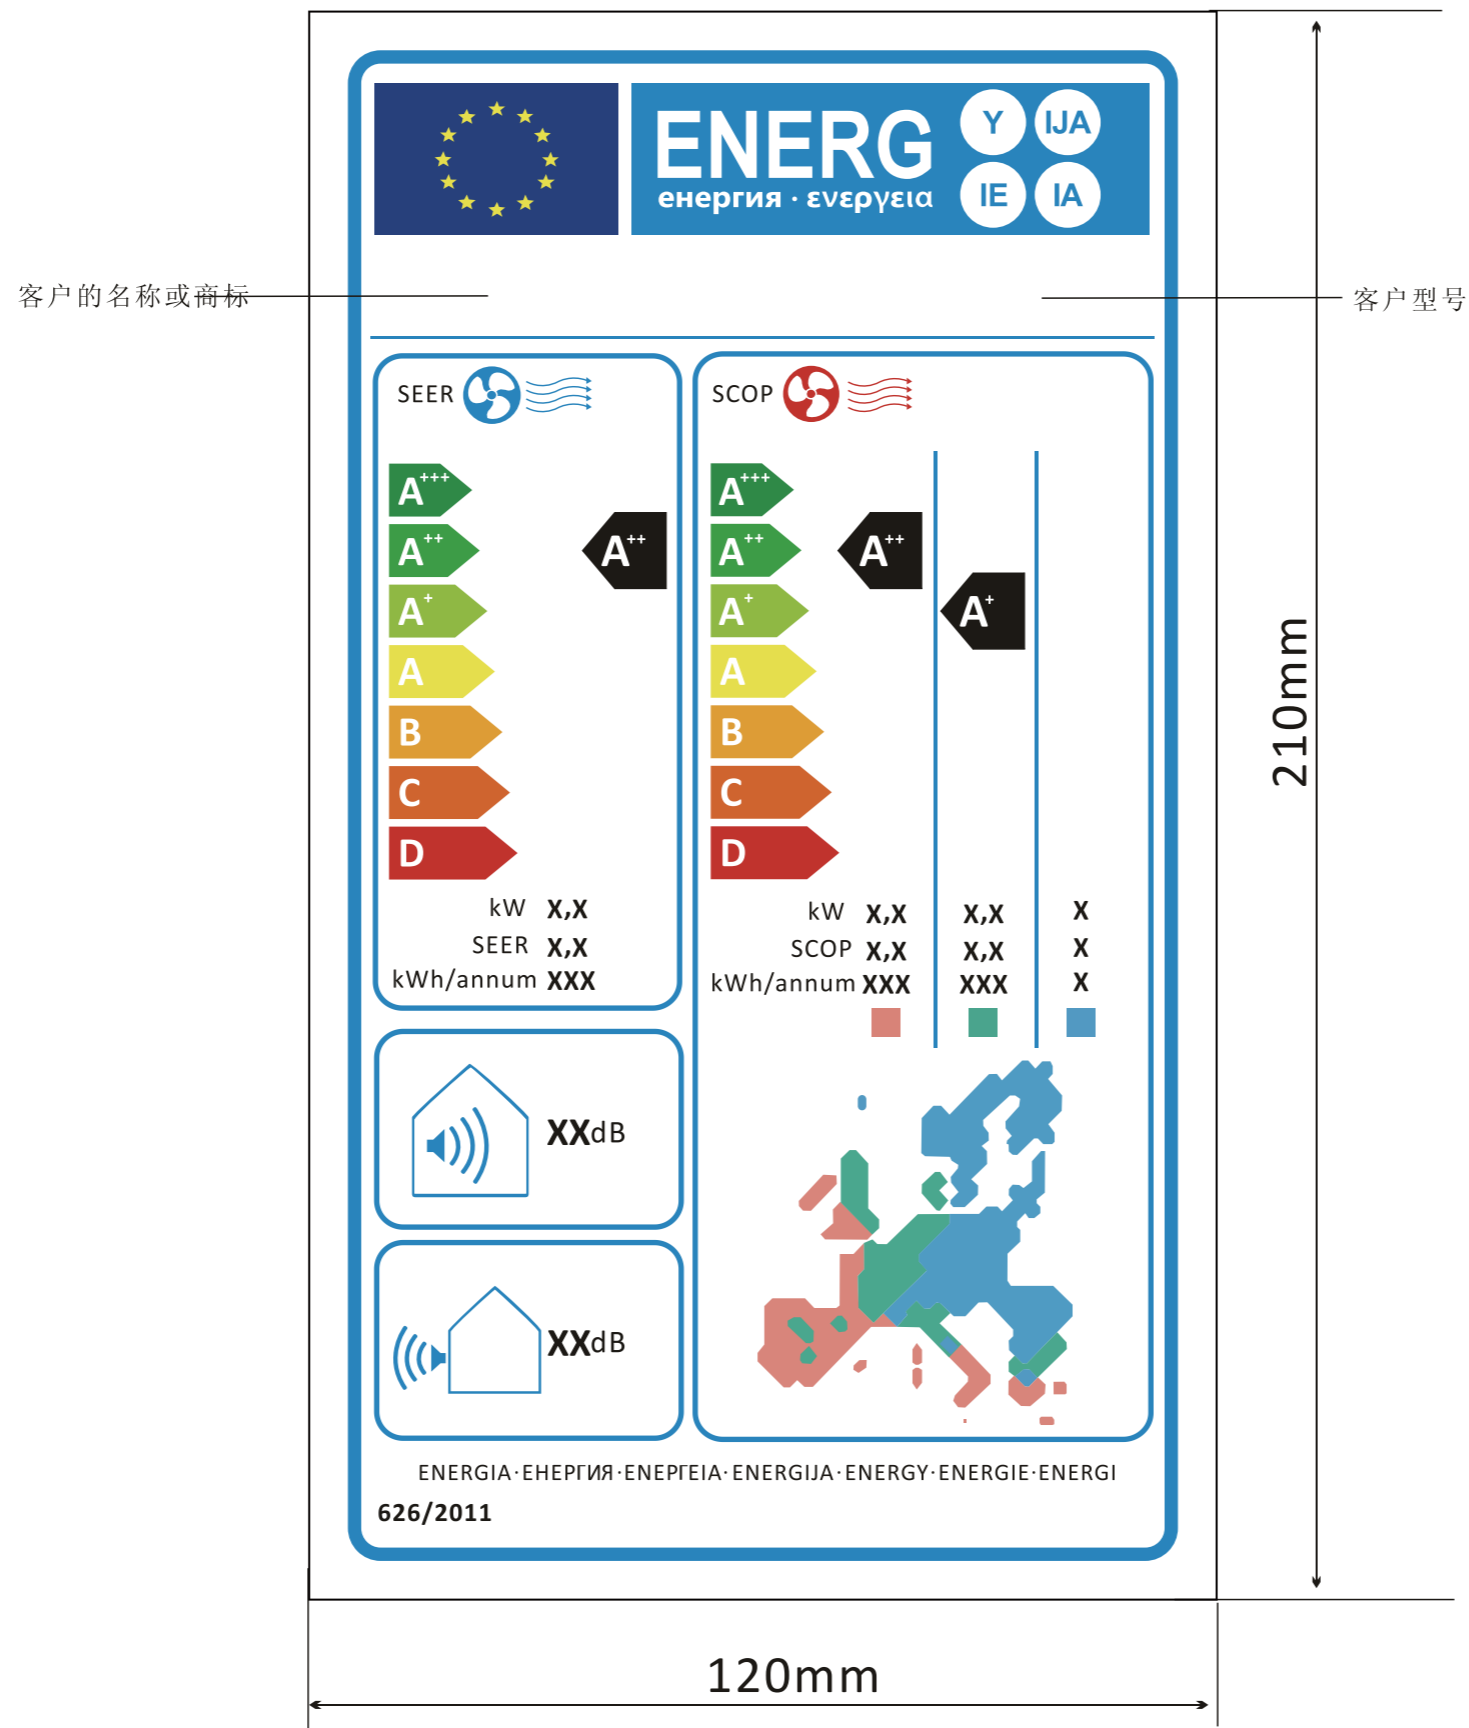 ENERG
енергия · ενεργεια
Y
IJA
IE
IA
客户的名称或商标
客户型号
SEER
A+++
A++
A+
A
B
C
D
A++
kW X,X
SEER X,X
kWh/annum XXX
SCOP
A+++
A++
A+
A
B
C
D
A++
A+
kW X,X X,X X
SCOP X,X X,X X
kWh/annum XXX XXX X
XXdB
XXdB
ENERGIA·ЕНЕРГИЯ·ΕΝΕΡΓΕΙΑ·ENERGIJA·ENERGY·ENERGIE·ENERGI
626/2011
210mm
120mm